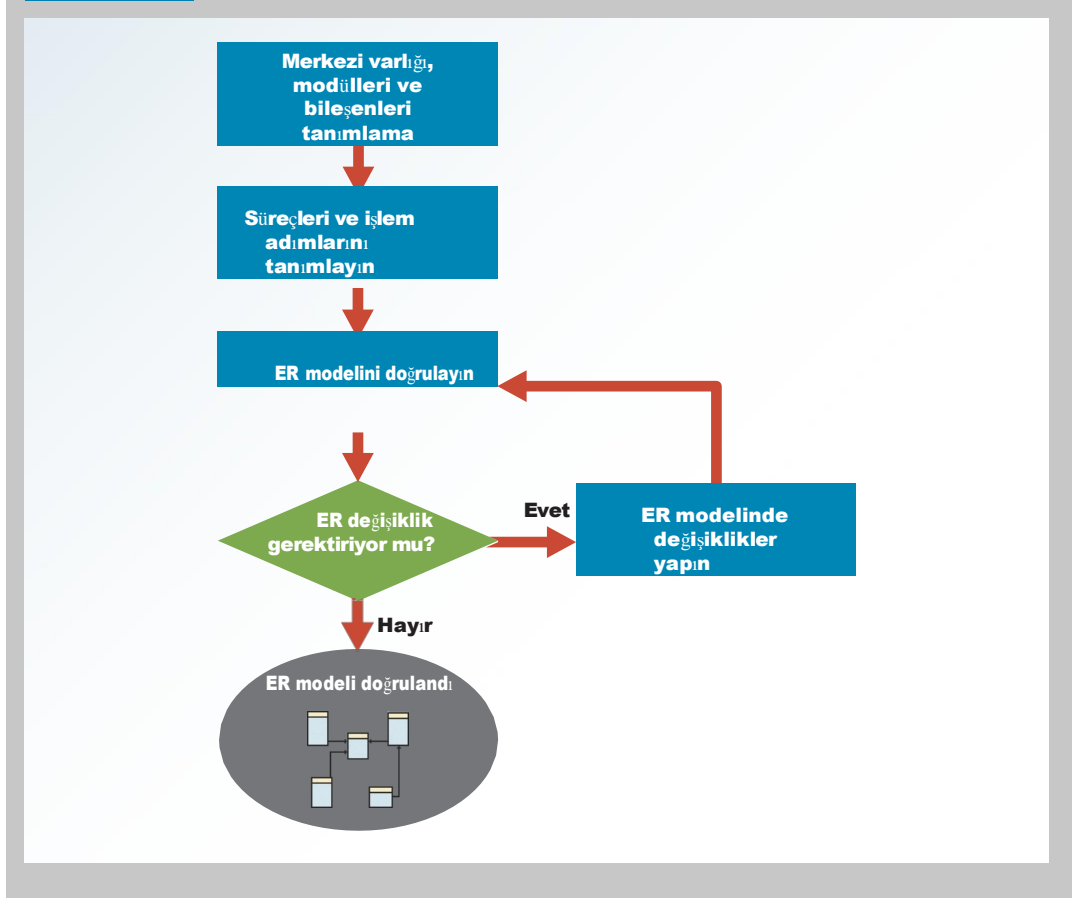 Merkezi varlığı,
modülleri ve
bileşenleri
tanımlama
Süreçleri ve işlem
adımlarını
tanımlayın
ER modelini doğrulayın
ER değişiklik
gerektiriyor mu?
Evet
ER modelinde
değişiklikler
yapın
Hayır
ER modeli doğrulandı